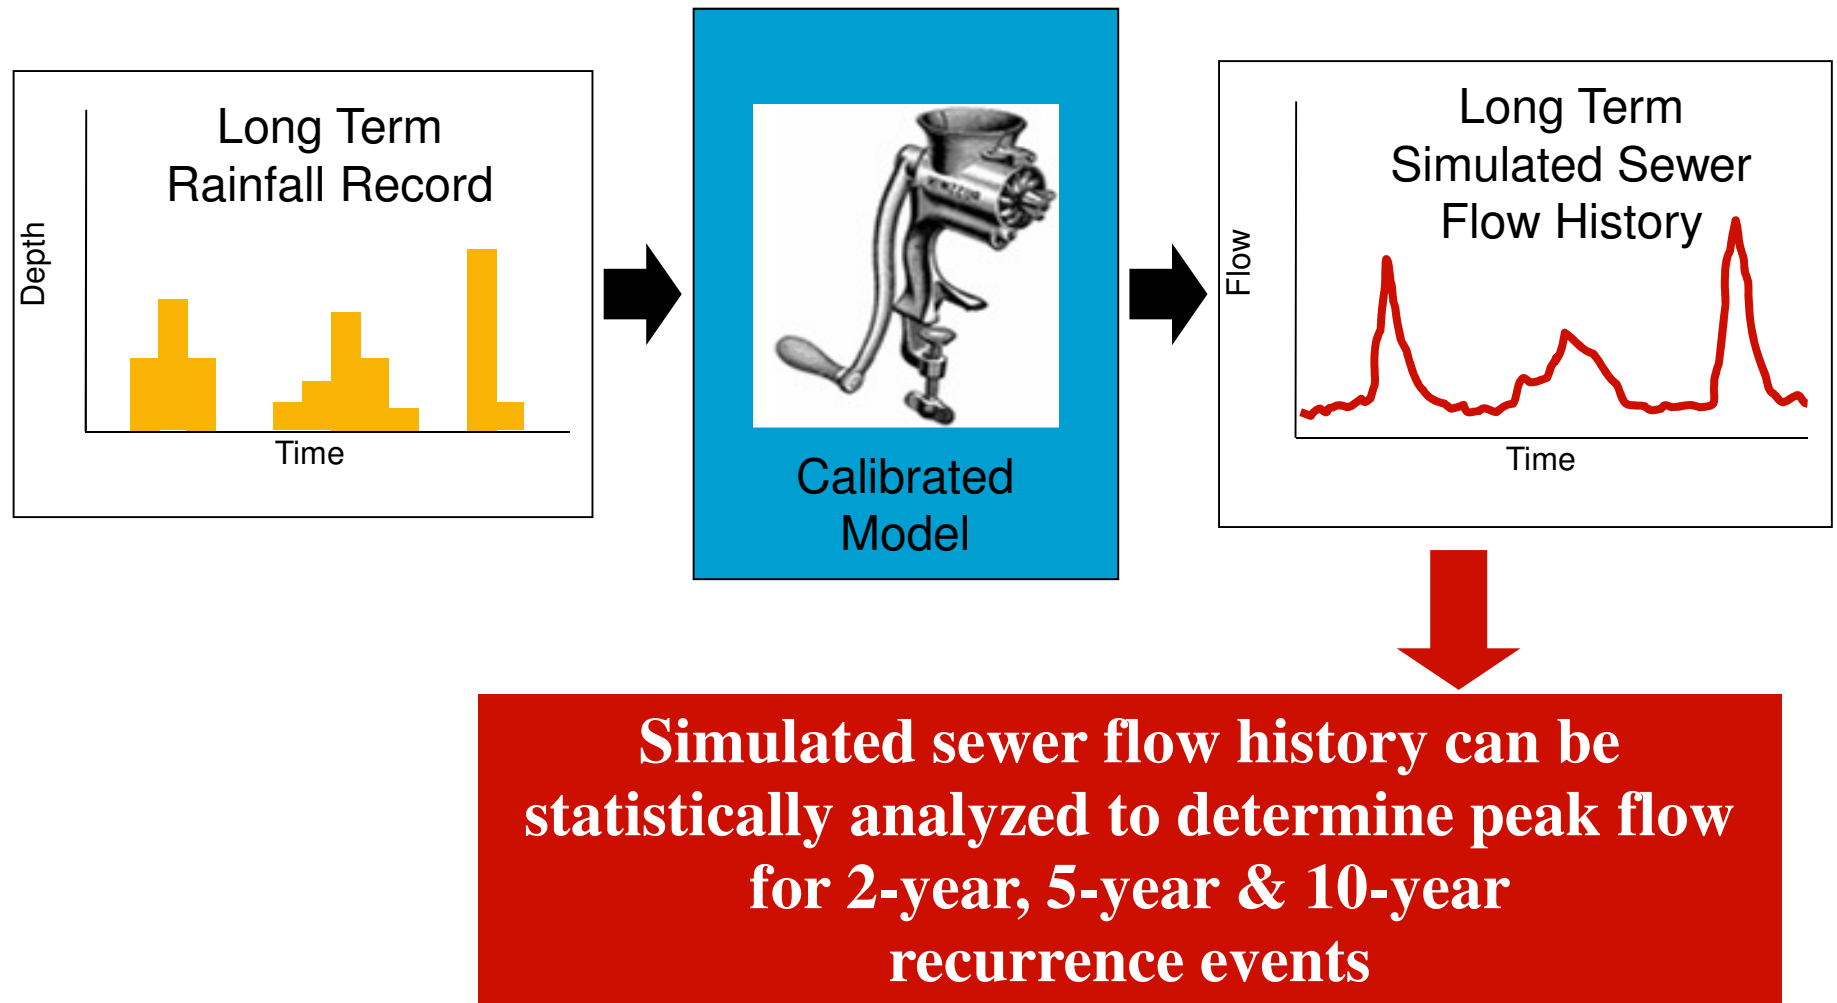 Long Term
Rainfall Record
Depth
Time
Calibrated
Model
Long Term
Simulated Sewer
Flow History
Flow
Time
Simulated sewer flow history can be
statistically analyzed to determine peak flow
for 2-year, 5-year & 10-year
recurrence events